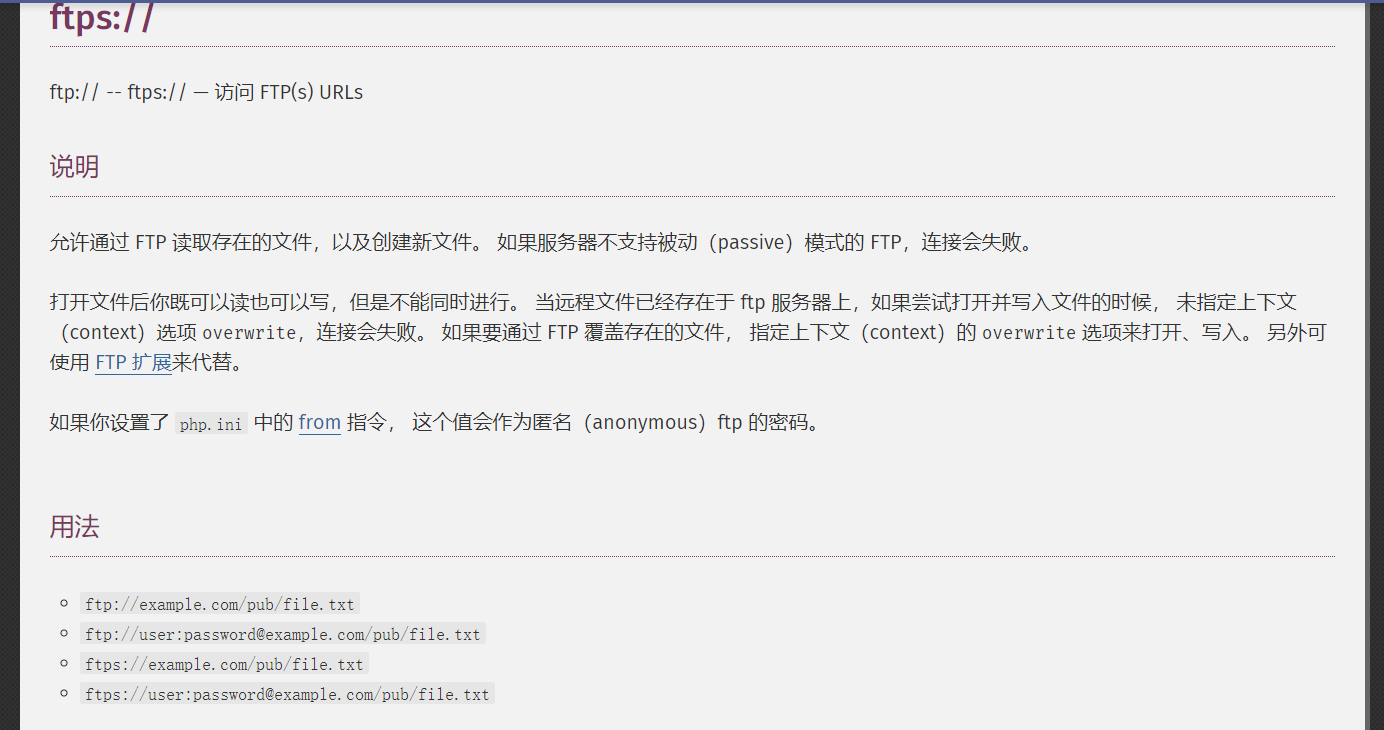 ftps://
ftp:// -- ftps:// — 访问 FTP(s) URLs
说明
允许通过 FTP 读取存在的文件，以及创建新文件。 如果服务器不支持被动（passive）模式的 FTP，连接会失败。
打开文件后你既可以读也可以写，但是不能同时进行。 当远程文件已经存在于 ftp 服务器上，如果尝试打开并写入文件的时候， 未指定上下文
（context）选项 overwrite，连接会失败。 如果要通过 FTP 覆盖存在的文件， 指定上下文（context）的 overwrite 选项来打开、写入。 另外可
使用 FTP 扩展来代替。
如果你设置了 php.ini 中的 from 指令， 这个值会作为匿名（anonymous）ftp 的密码。
用法
ftp://example.com/pub/file.txt
ftp://user:password@example.com/pub/file.txt
ftps://example.com/pub/file.txt
ftps://user:password@example.com/pub/file.txt